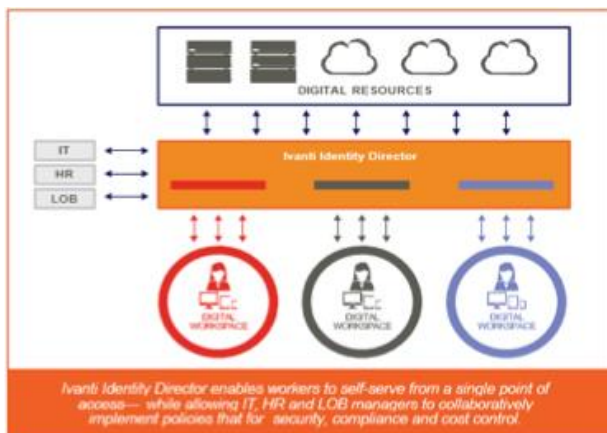 DIGITAL RESOURCES
IT
HR
LOB
Ivanti Identity Director
DIGITAL
WORKSPACE
DIGITAL
WORKSPACE
DIGITAL
WORKSPACE
Ivanti Identity Director enables workers to self-serve from a single point of
access— while allowing IT, HR and LOB managers to collaboratively
implement policies that for security, compliance and cost control.